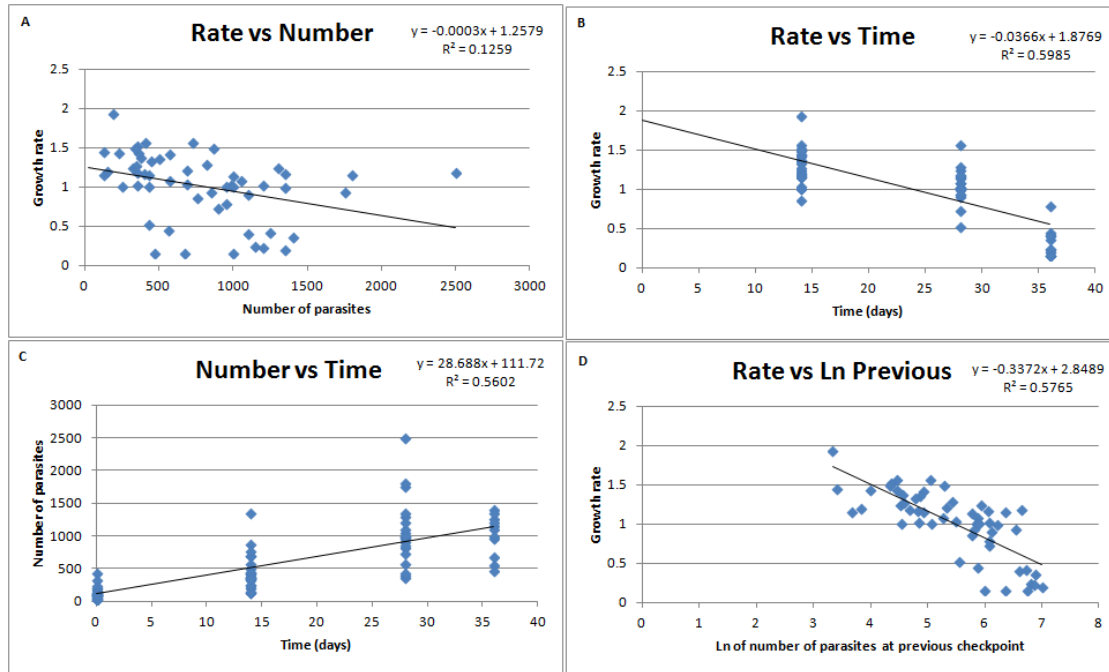 A
Rate vs Number
y = -0.0003x + 1.2579
R² = 0.1259
2.5
2
1.5
1
0.5
0
Growth rate
0 500 1000 1500 2000 2500 3000
Number of parasites
B
Rate vs Time
y = -0.0366x + 1.8769
R² = 0.5985
2.5
2
1.5
1
0.5
0
Growth rate
0 5 10 15 20 25 30 35 40
Time (days)
C
Number vs Time
y = 28.688x + 111.72
R² = 0.5602
3000
2500
2000
1500
1000
500
0
Number of parasites
0 5 10 15 20 25 30 35 40
Time (days)
D
Rate vs Ln Previous
y = -0.3372x + 2.8489
R² = 0.5765
2.5
2
1.5
1
0.5
0
Growth rate
0 1 2 3 4 5 6 7 8
Ln of number of parasites at previous checkpoint